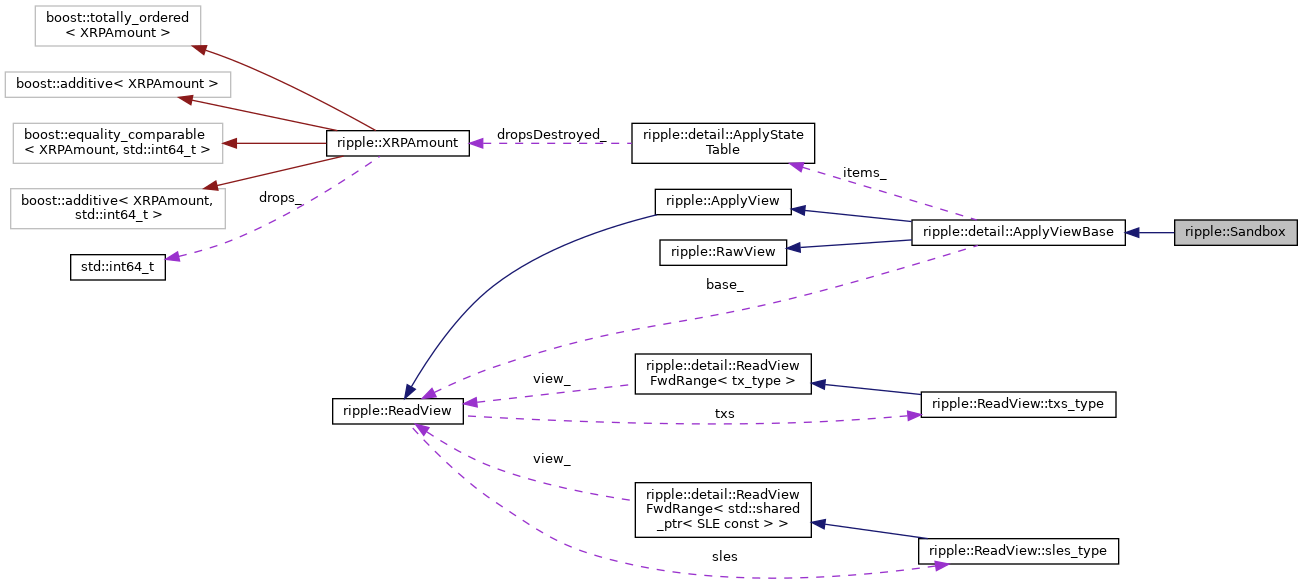 boost::totally_ordered
< XRPAmount >
boost::additive< XRPAmount >
boost::equality_comparable
< XRPAmount, std::int64_t >
boost::additive< XRPAmount,
std::int64_t >
std::int64_t
ripple::XRPAmount
drops_
dropsDestroyed_
ripple::detail::ApplyState
Table
items_
ripple::ApplyView
ripple::RawView
ripple::detail::ApplyViewBase
ripple::Sandbox
base_
ripple::detail::ReadView
FwdRange< tx_type >
view_
ripple::ReadView
ripple::ReadView::txs_type
txs
view_
ripple::detail::ReadView
FwdRange< std::shared
_ptr< SLE const > >
ripple::ReadView::sles_type
sles